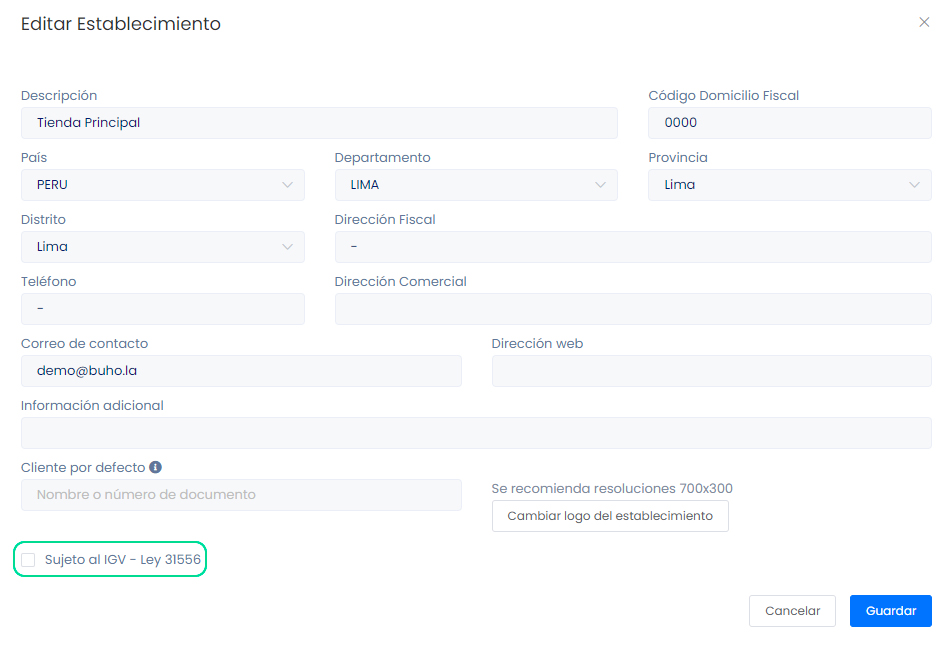 Editar Establecimiento
Descripción
Código Domicilio Fiscal
Tienda Principal
0000
País
Departamento
Provincia
PERU
LIMA
Lima
Distrito
Dirección Fiscal
Lima
-
Teléfono
Dirección Comercial
-
Correo de contacto
Dirección web
demo@buho.la
Información adicional
Cliente por defecto
Nombre o número de documento
Se recomienda resoluciones 700x300
Cambiar logo del establecimiento
Sujeto al IGV - Ley 31556
Cancelar
Guardar